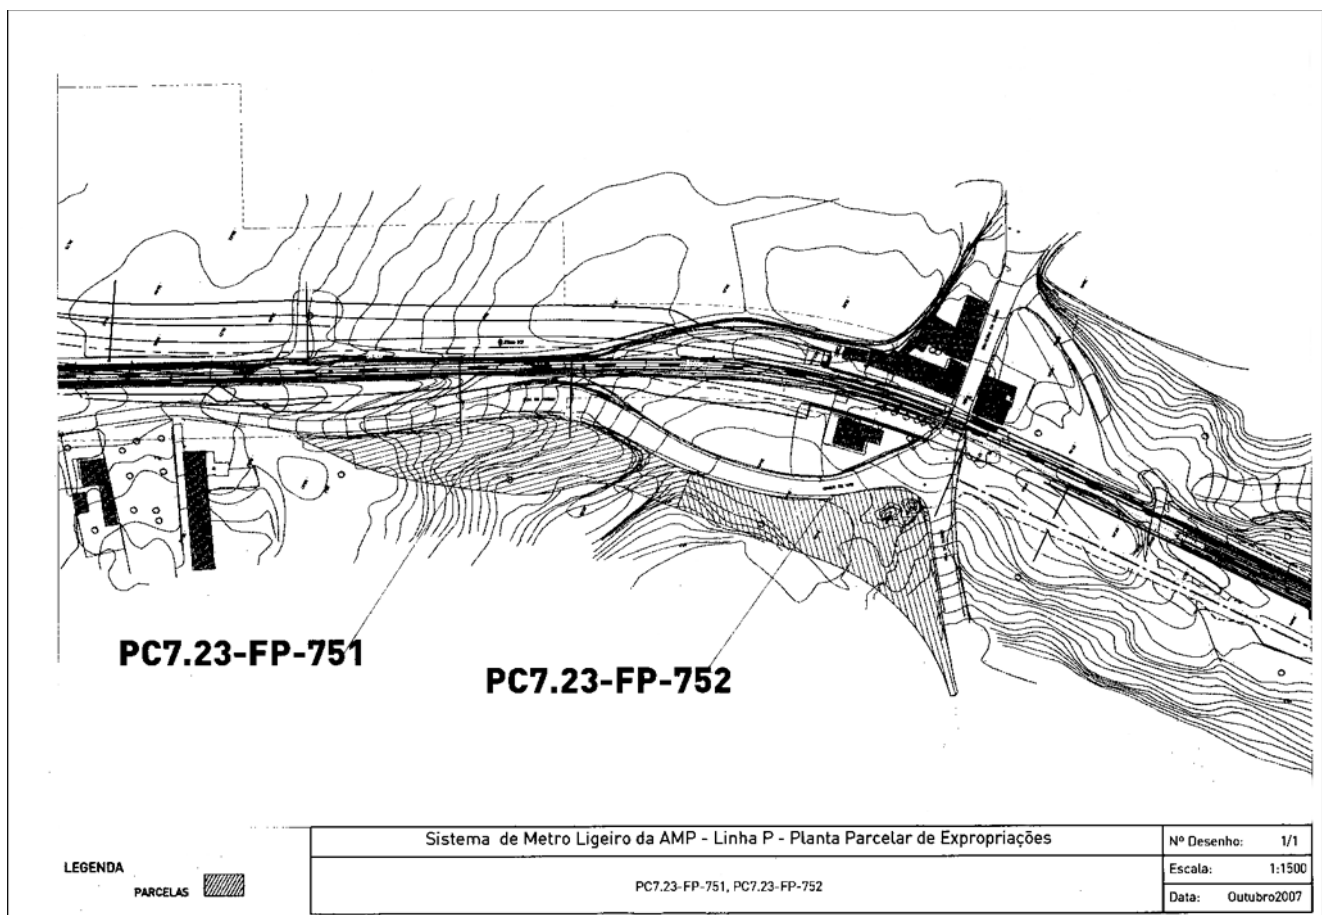 PC7.23-FP-751
PC7.23-FP-752
Sistema de Metro Ligeiro da AMP - Linha P - Planta Parcelar de Expropriações
PC7.23-FP-751, PC7.23-FP-752
Nº Desenho: 1/1
Escala: 1:1500
Data: Outubro2007
LEGENDA
PARCELAS